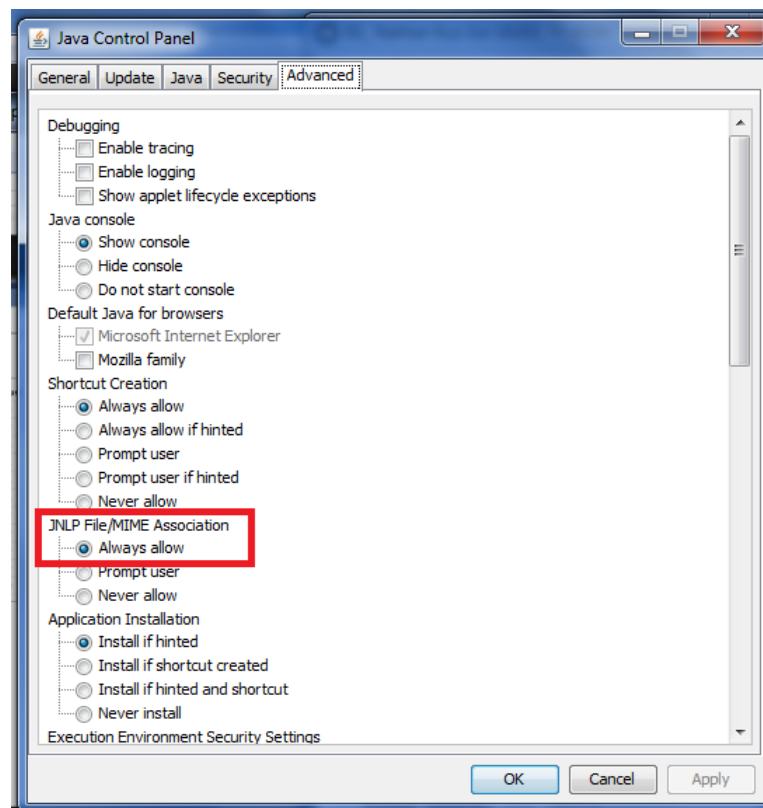 Java Control Panel
General Update Java Security Advanced
Debugging
Enable tracing
Enable logging
Show applet lifecycle exceptions
Java console
Show console
Hide console
Do not start console
Default Java for browsers
Microsoft Internet Explorer
Mozilla family
Shortcut Creation
Always allow
Always allow if hinted
Prompt user
Prompt user if hinted
Never allow
JNLP File/MIME Association
Always allow
Prompt user
Never allow
Application Installation
Install if hinted
Install if shortcut created
Install if hinted and shortcut
Never install
Execution Environment Security Settings
OK Cancel Apply